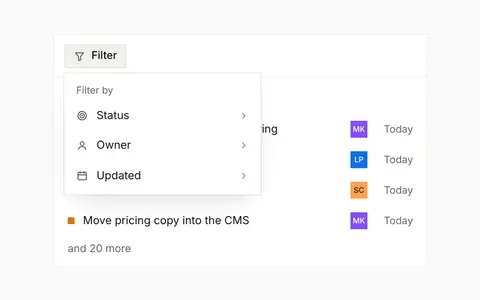 Filter
Filter by
Status
Owner
Updated
MK Today
LP Today
SC Today
Move pricing copy into the CMS MK Today
and 20 more